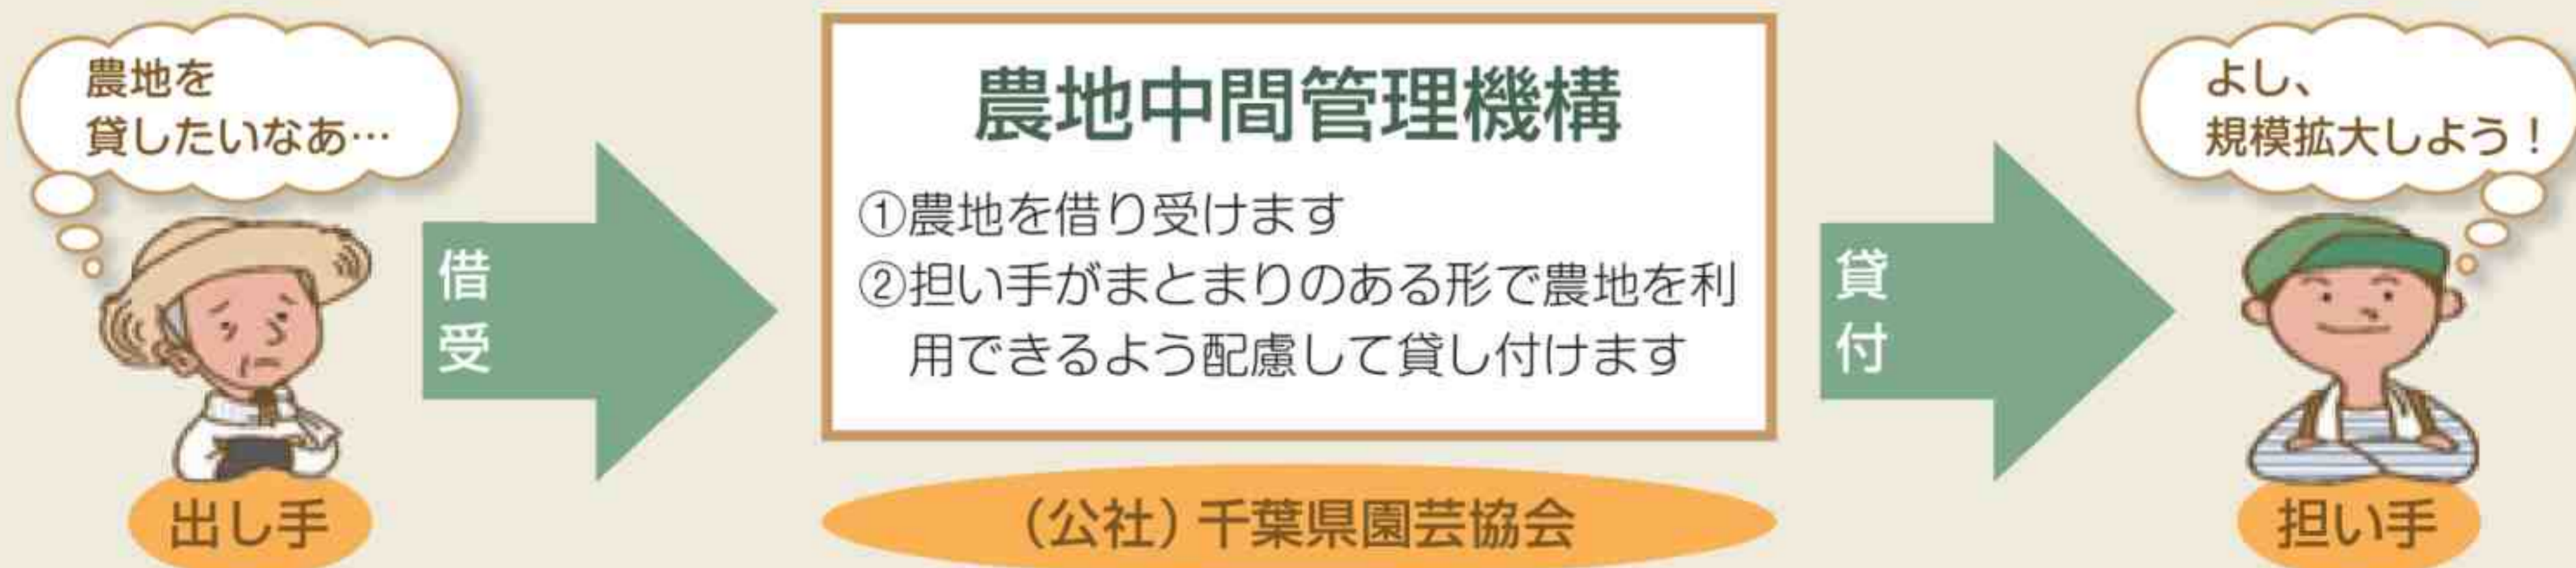 農地を
貸したいなあ…
出し手
借受
農地中間管理機構
①農地を借り受けます
②担い手がまとまりのある形で農地を利
用できるよう配慮して貸し付けます
（公社）千葉県園芸協会
貸付
よし、
規模拡大しよう！
担い手